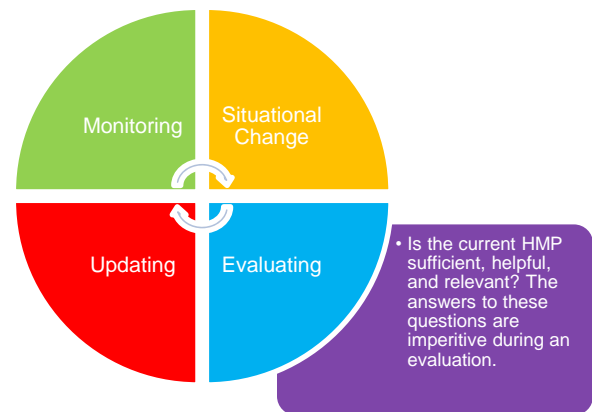 Monitoring
Situational
Change
Updating
Evaluating
• Is the current HMP
sufficient, helpful,
and relevant? The
answers to these
questions are
imperitive during an
evaluation.